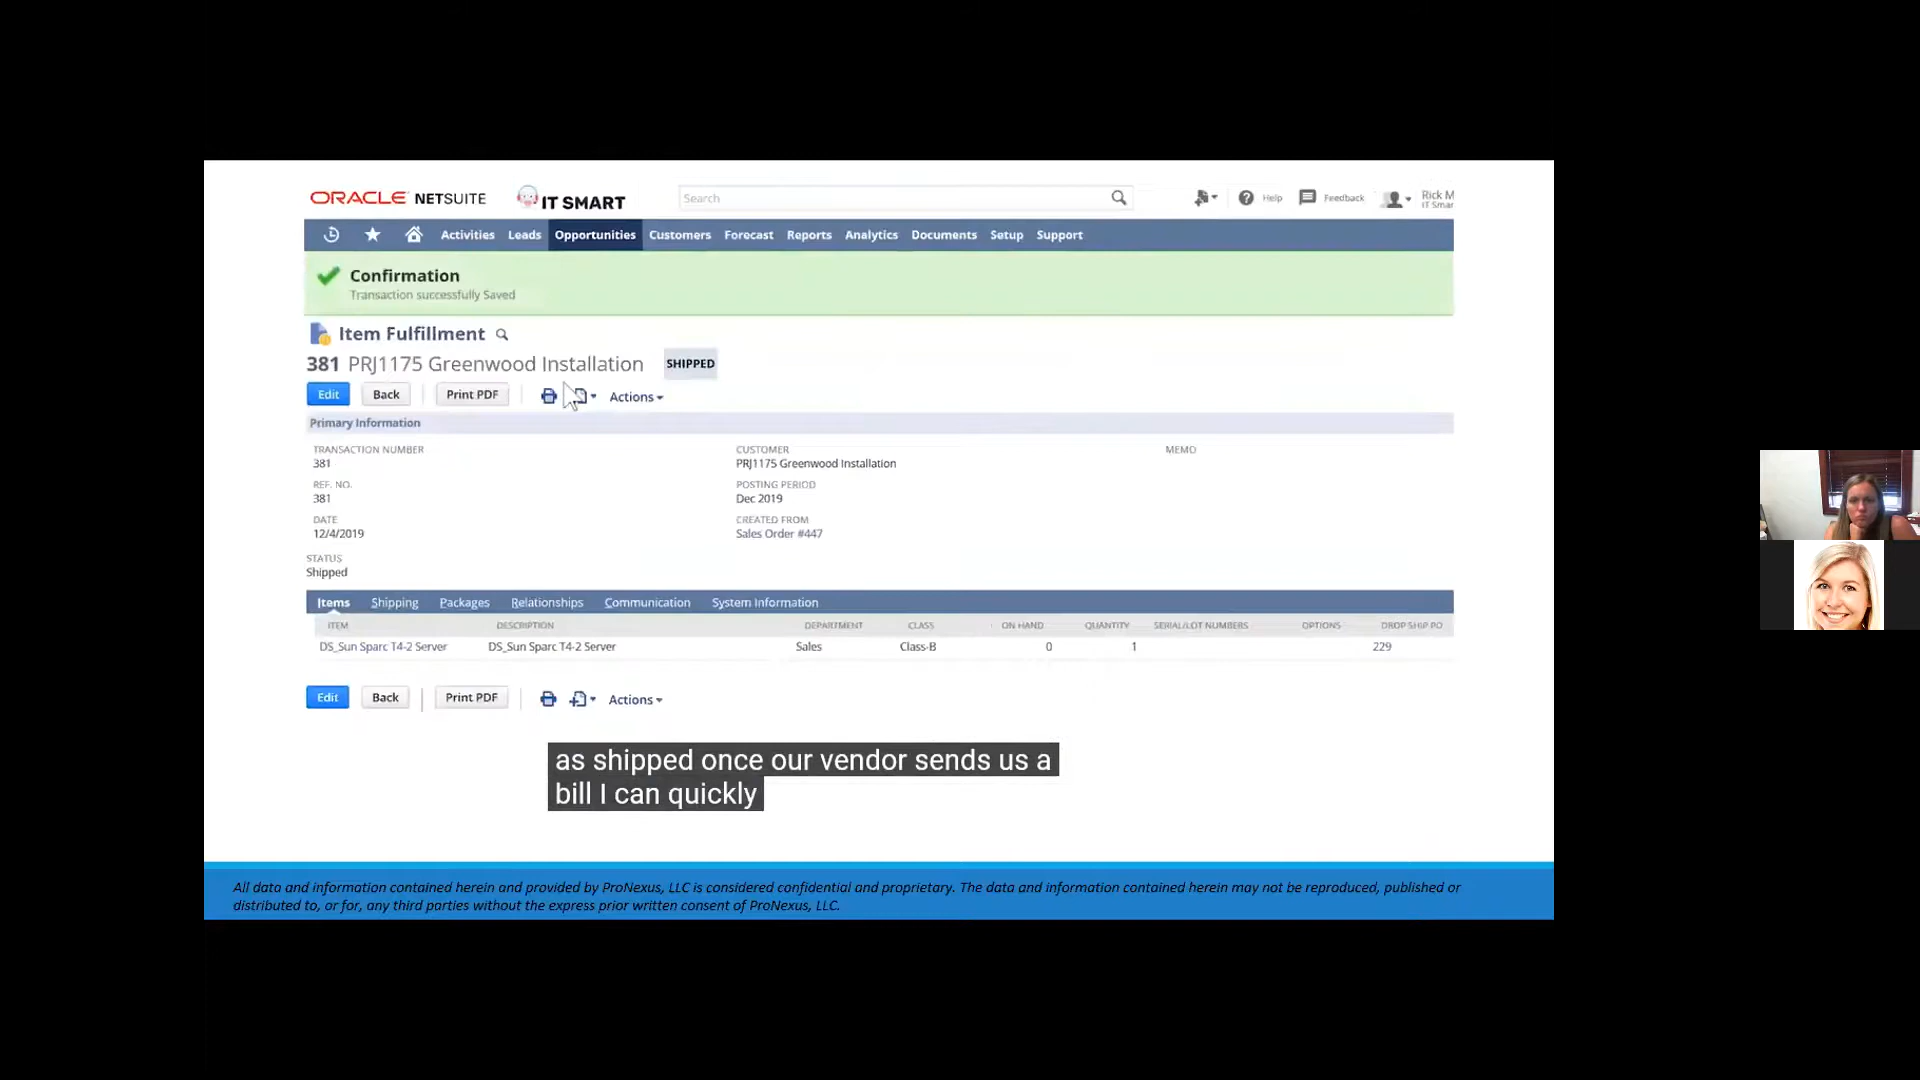 ORACLE NETSUITE IT SMART Search Help Feedback Rick M
IT Smar
Activities Leads Opportunities Customers Forecast Reports Analytics Documents Setup Support
Confirmation
Transaction successfully Saved
Item Fulfillment
381 PRJ1175 Greenwood Installation SHIPPED
Edit Back Print PDF Actions
Primary Information
TRANSACTION NUMBER CUSTOMER MEMO
381 PRJ1175 Greenwood Installation
REF. NO. POSTING PERIOD
381 Dec 2019
DATE CREATED FROM
12/4/2019 Sales Order #447
STATUS
Shipped
Items Shipping Packages Relationships Communication System Information
ITEM DESCRIPTION DEPARTMENT CLASS ON HAND QUANTITY SERIAL/LOT NUMBERS OPTIONS DROP SHIP PO
DS_Sun Sparc T4-2 Server DS_Sun Sparc T4-2 Server Sales Class-B 0 1 229
Edit Back Print PDF Actions
as shipped once our vendor sends us a
bill I can quickly
All data and information contained herein and provided by ProNexus, LLC is considered confidential and proprietary. The data and information contained herein may not be reproduced, published or
distributed to, or for, any third parties without the express prior written consent of ProNexus, LLC.